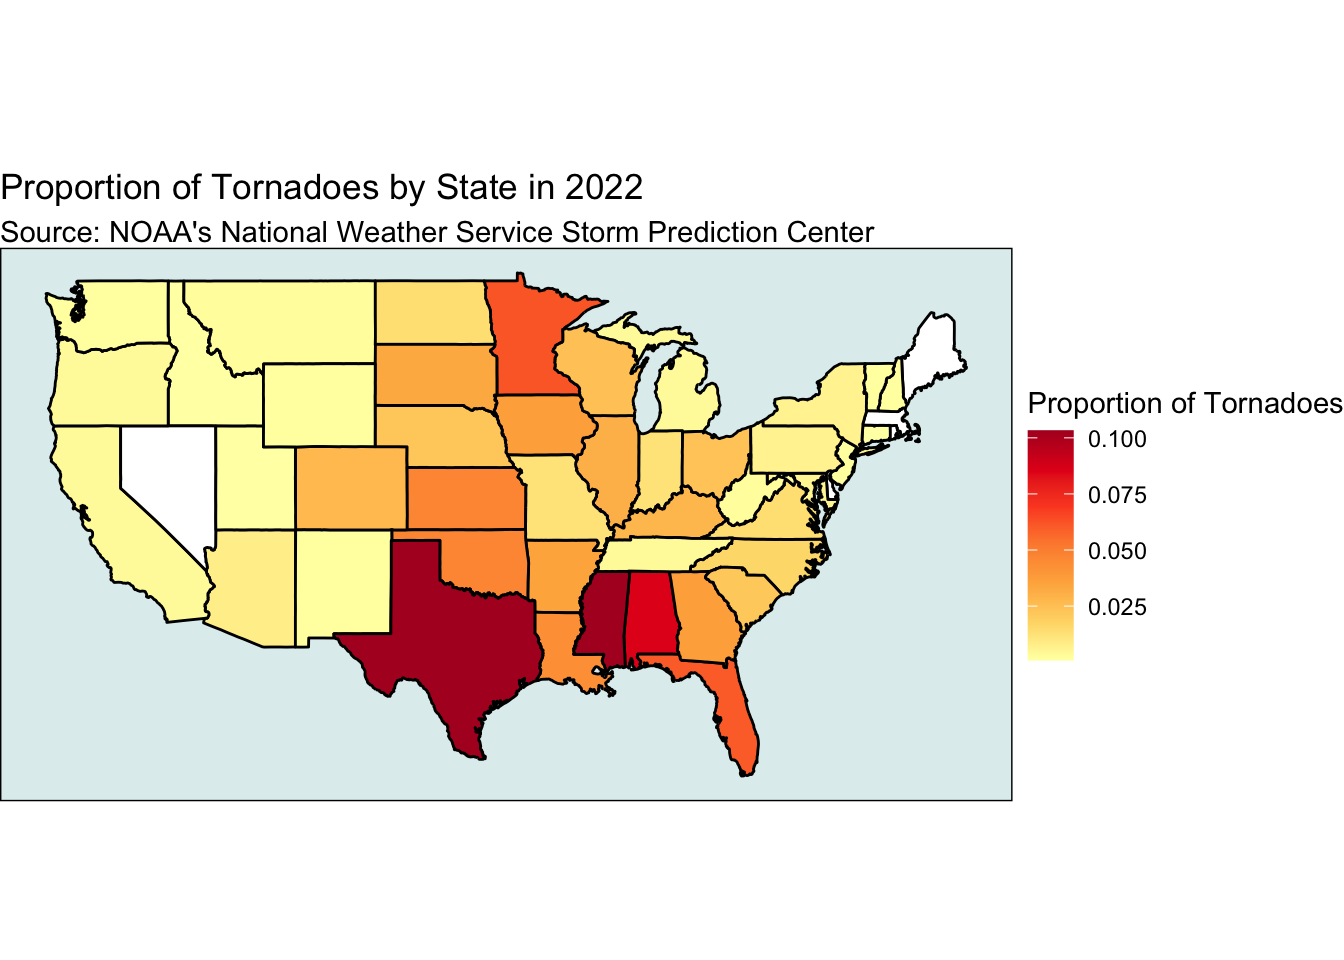 Proportion of Tornadoes by State in 2022
Source: NOAA's National Weather Service Storm Prediction Center
Proportion of Tornadoes
0.100
0.075
0.050
0.025